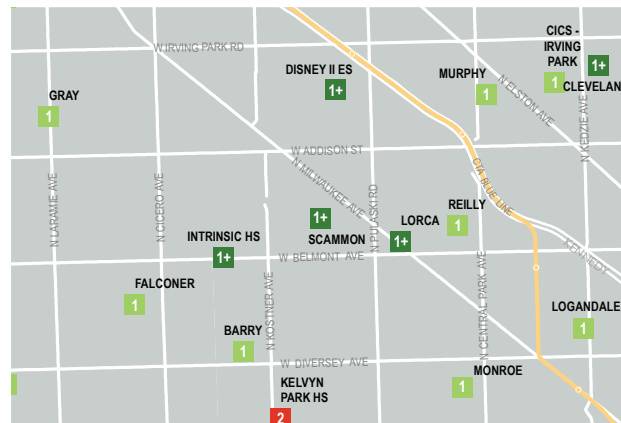 CICS -
IRVING
PARK
W IRVING PARK RD
DISNEY II ES
MURPHY
1+
1
CLEVELAN
GRAY
1+
1
N ELSTON AVE
1
N KEDZIE AVE
W ADDISON ST
CTA BLUE LINE
N MILWAUKEE AVE
N LARAMIE AVE
N CICERO AVE
N PULASKI RD
REILLY
1+
LORCA
1
INTRINSIC HS
SCAMMON
1+
KENNEDY
1+
W BELMONT AVE
FALCONER
1
N KOSTNER AVE
N CENTRAL PARK AVE
LOGANDALE
BARRY
1
1
W DIVERSEY AVE
KELVYN
PARK HS
MONROE
1
2